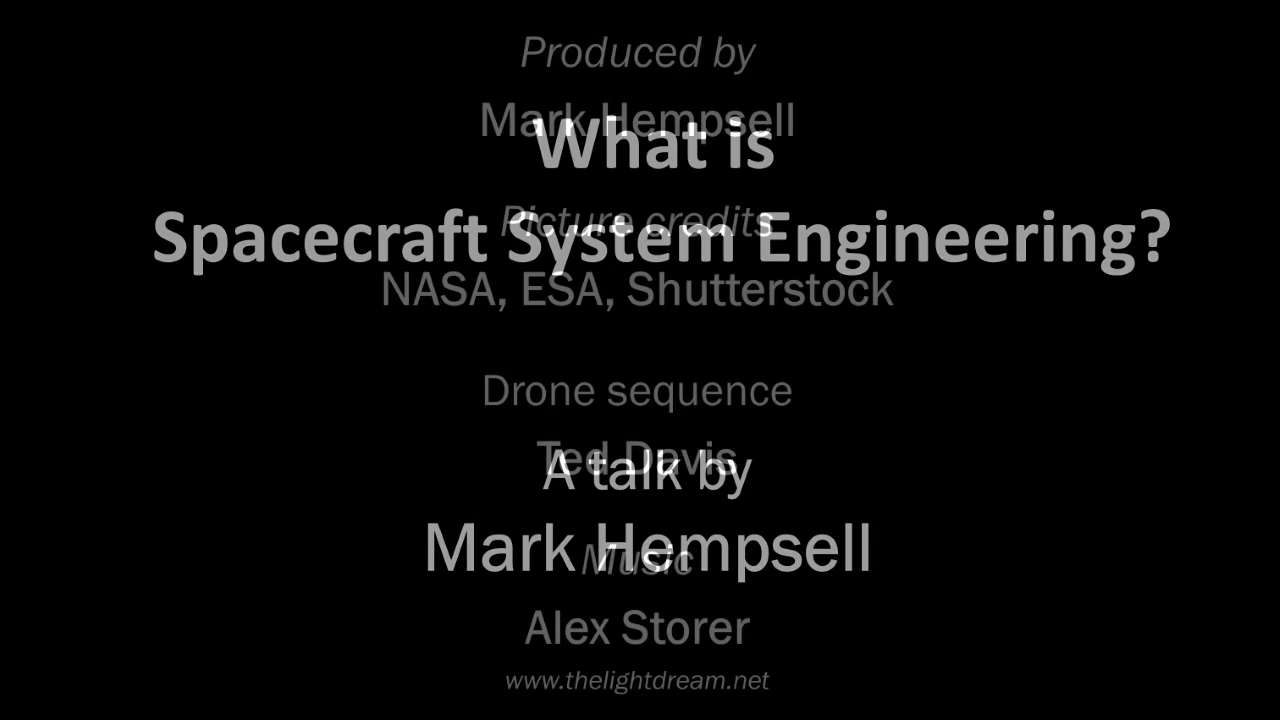 Produced by
Mark Hempsell
What is
Picture credits
Spacecraft System Engineering?
NASA, ESA, Shutterstock
Drone sequence
Ted Davis
A talk by
Mark Hempsell
Music
Alex Storer
www.thelightdream.net